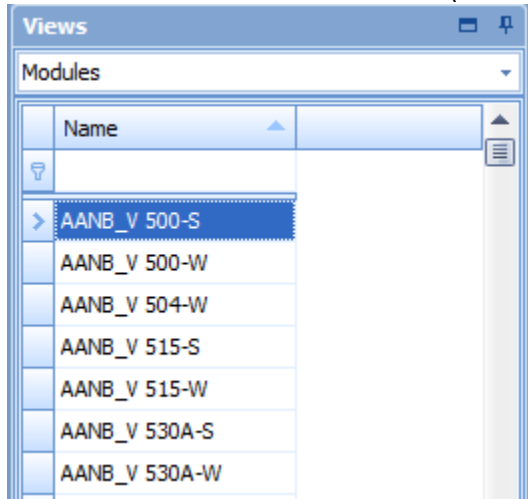 Views
Modules
Name
AANB_V 500-S
AANB_V 500-W
AANB_V 504-W
AANB_V 515-S
AANB_V 515-W
AANB_V 530A-S
AANB_V 530A-W